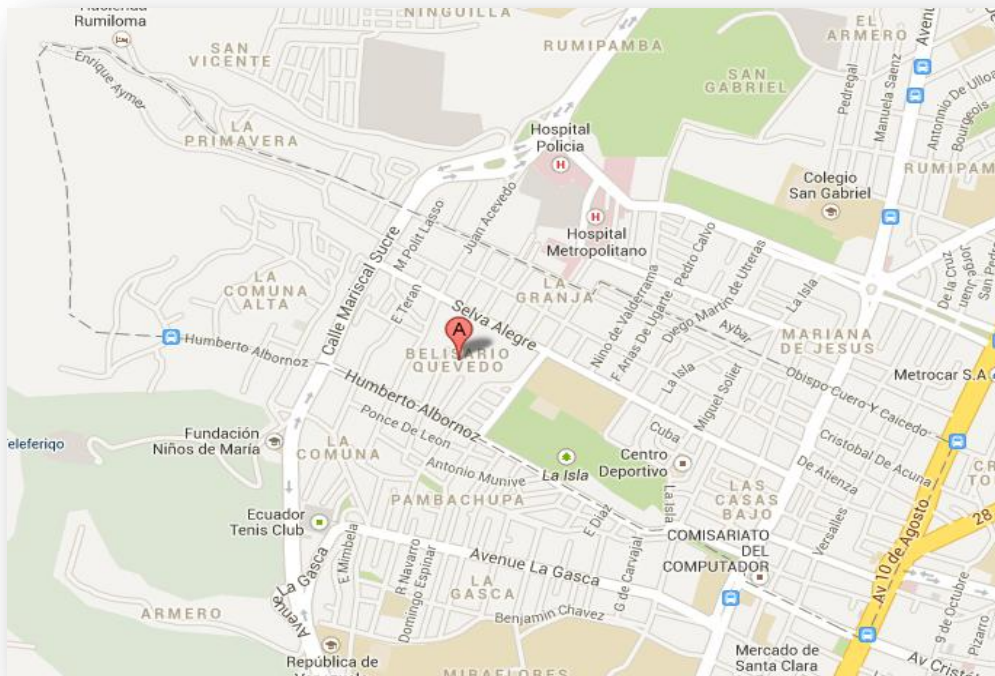 Hacienda
Rumiloma
NINGUILLA
SAN
VICENTE
RUMIPAMBA
EL
ARMERO
SAN
GABRIEL
Enrique Aymer
LA
PRIMAVERA
Pedregal
Manuela Saenz
Antonnio De Ulloa
Bourgeois
RUMIPAM
Hospital
Policia
H
Colegio
San Gabriel
H
Hospital
Metropolitano
Calle Mariscal Sucre
M Polit Lasso
Juan Acevedo
Pedro Calvo
LA
COMUNA
ALTA
E Teran
LA
GRANJA
Selva Alegre
Nino de Valderrama
F Arias De Ugarte
Diego Martin de Utreras
La Isla
Aybar
De la Cruz
Jorge Juan
San Pedro
MARIANA
DE JESUS
A
BELISARIO
QUEVEDO
Humberto Albornoz
Humberto Albornoz
La Isla
Miguel Solier
Obispo Cuero Y Caicedo
Metrocar S.A
Ponce De Leon
Teleferiqo
Fundación
Niños de María
LA
COMUNA
Antonio Munive
La Isla
Cuba
Centro
Deportivo
Cristobal De Acuna
De Atienza
PAMBACHUPA
LAS
CASAS
BAJO
La Isla
Ecuador
Tenis Club
E Diaz
Versalles
COMISARIATO
DEL
COMPUTADOR
Av 10 de Agosto
28
E Mimbela
R Navarro
Domingo Espinar
Avenue La Gasca
Avenue La Gasca
G de Carvajal
LA
GASCA
ARMERO
Benjamin Chavez
9 de Octubre
Pizarro
República de
MIRAFLORES
Mercado de
Santa Clara
Av Crist